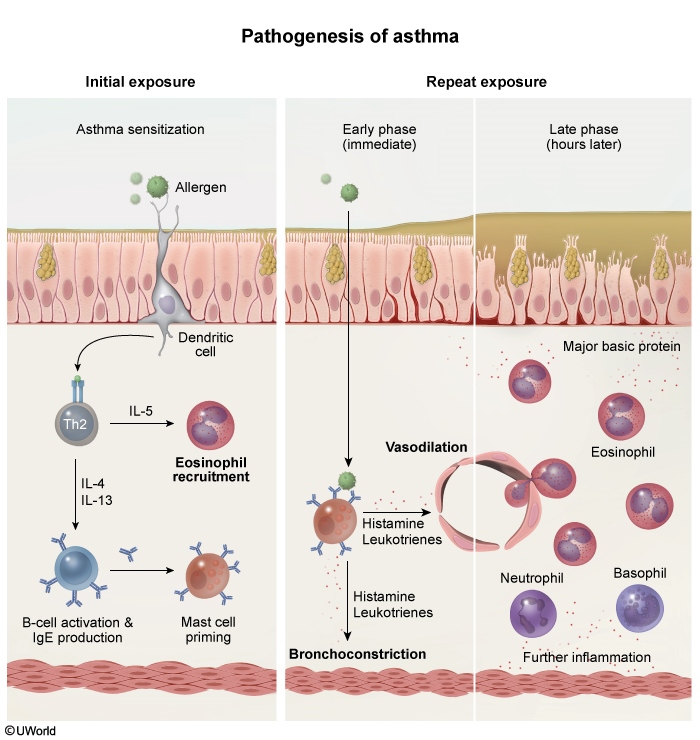 Pathogenesis of asthma
Initial exposure
Repeat exposure
Asthma sensitization
Early phase
(immediate)
Late phase
(hours later)
Allergen
Dendritic
cell
Th2
IL-5
Eosinophil
recruitment
IL-4
IL-13
B-cell activation &
IgE production
Mast cell
priming
Vasodilation
Histamine
Leukotrienes
Histamine
Leukotrienes
Bronchoconstriction
Major basic protein
Eosinophil
Neutrophil
Basophil
Further inflammation
©UWorld